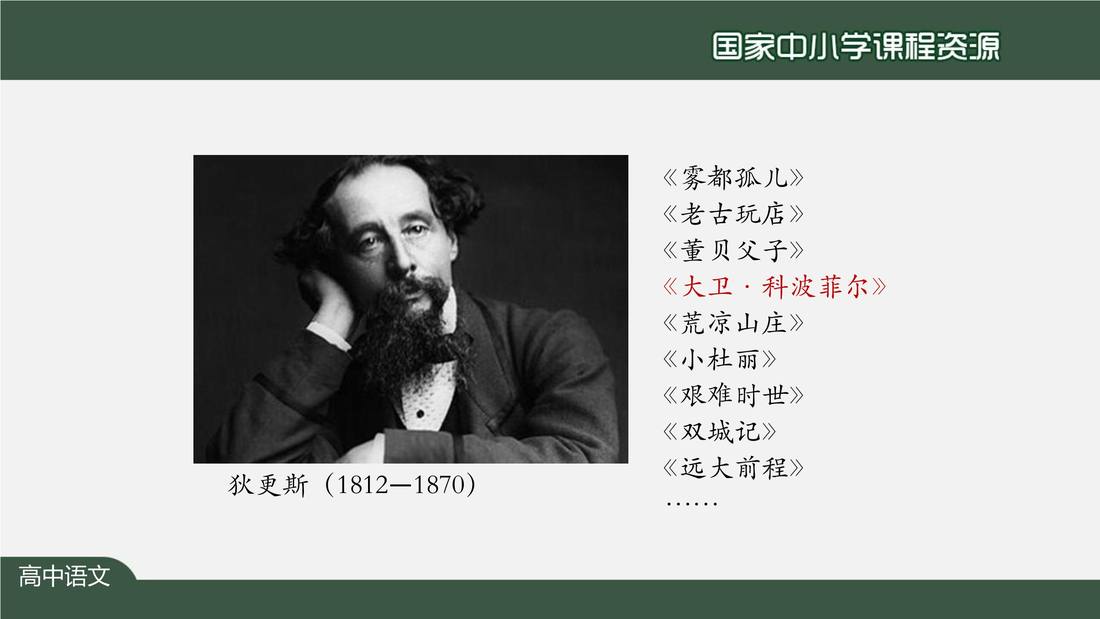 国家中小学课程资源
《雾都孤儿》
《老古玩店》
《董贝父子》
《大卫·科波菲尔》
《荒凉山庄》
《小杜丽》
《艰难时世》
《双城记》
《远大前程》
……
狄更斯（1812—1870）
高中语文